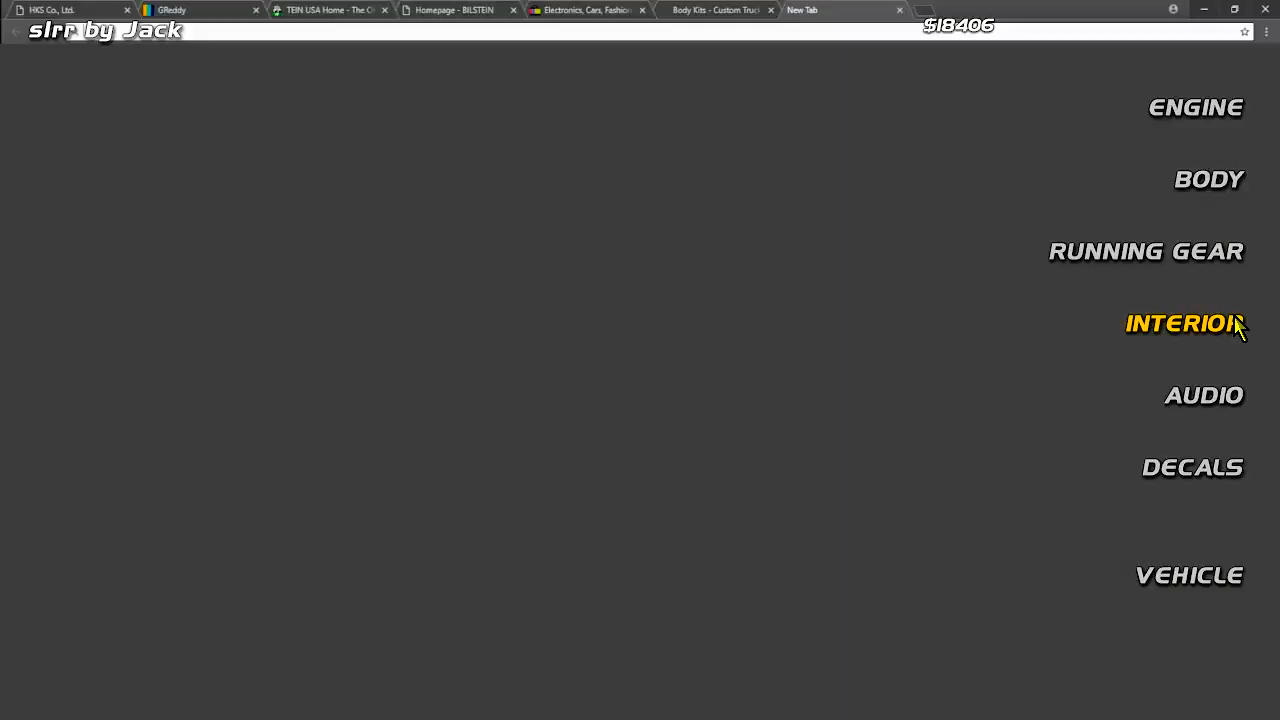 HKS Co., Ltd.
GReddy
TEIN USA Home - The Of
Homepage - BILSTEIN
Electronics, Cars, Fashion
Body Kits - Custom Truck
New Tab
slrr by Jack
$18406
ENGINE
BODY
RUNNING GEAR
INTERIOR
AUDIO
DECALS
VEHICLE